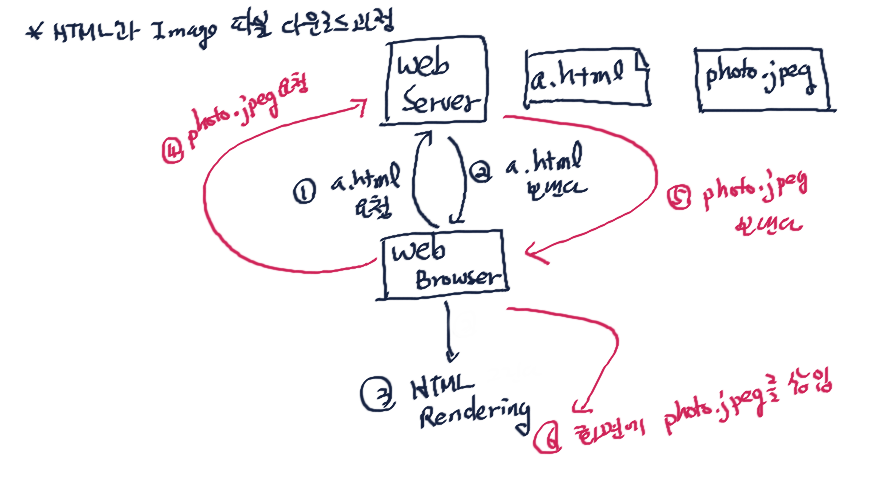 * HTML과 Image 파일 다운로드과정
Web
Server
a.html
photo.jpeg
④ photo.jpeg 요청
① a.html
요청
② a.html
보낸다
⑤ photo.jpeg
보낸다
Web
Browser
③ HTML
Rendering
⑥ 화면에 photo.jpeg를 삽입